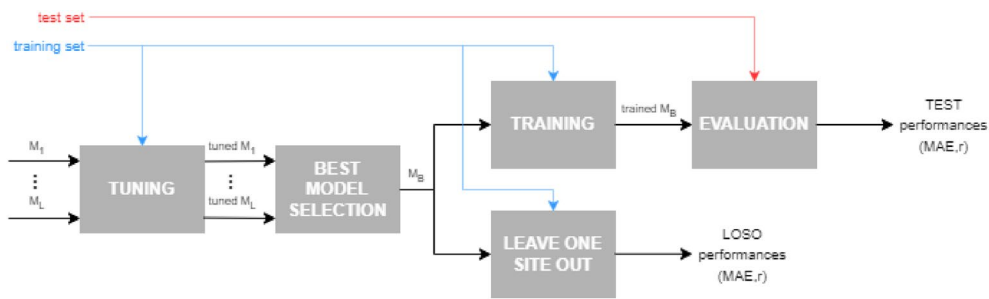 test set
training set
M1
⋮
ML
TUNING
tuned M1
⋮
tuned ML
BEST
MODEL
SELECTION
MB
TRAINING
trained MB
EVALUATION
TEST
performances
(MAE,r)
LEAVE ONE
SITE OUT
LOSO
performances
(MAE,r)